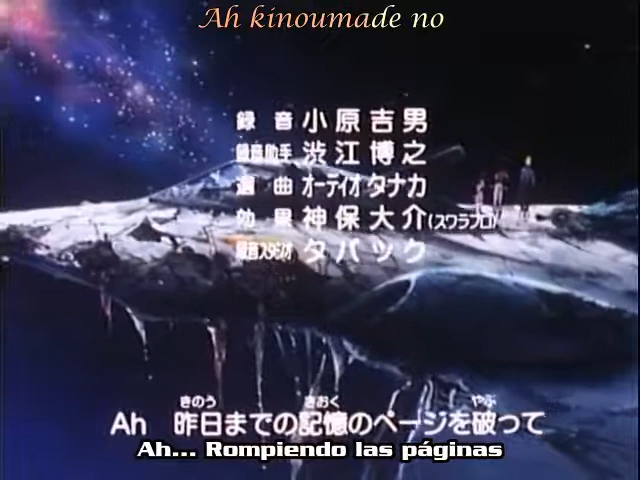 Ah kinoumade no
録音 小原吉男
録音助手 渋江博之
選曲 オーディオタナカ
効果 神保大介(スワラプロ)
録音スタジオ タバック
きのう きおく やぶ
Ah 昨日までの記憶のページを破って
Ah... Rompiendo las páginas